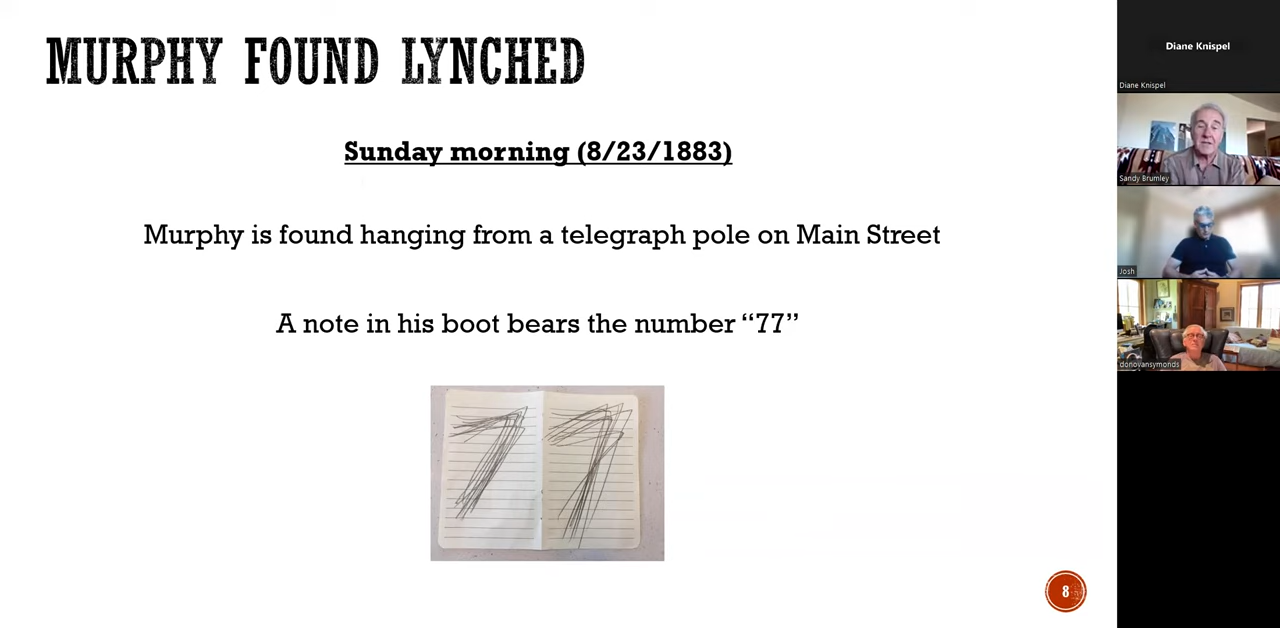 MURPHY FOUND LYNCHED
Sunday morning (8/23/1883)
Murphy is found hanging from a telegraph pole on Main Street
A note in his boot bears the number “77”
77
8
Diane Knispel
Diane Knispel
Sandy Brumley
Josh
donovansymonds